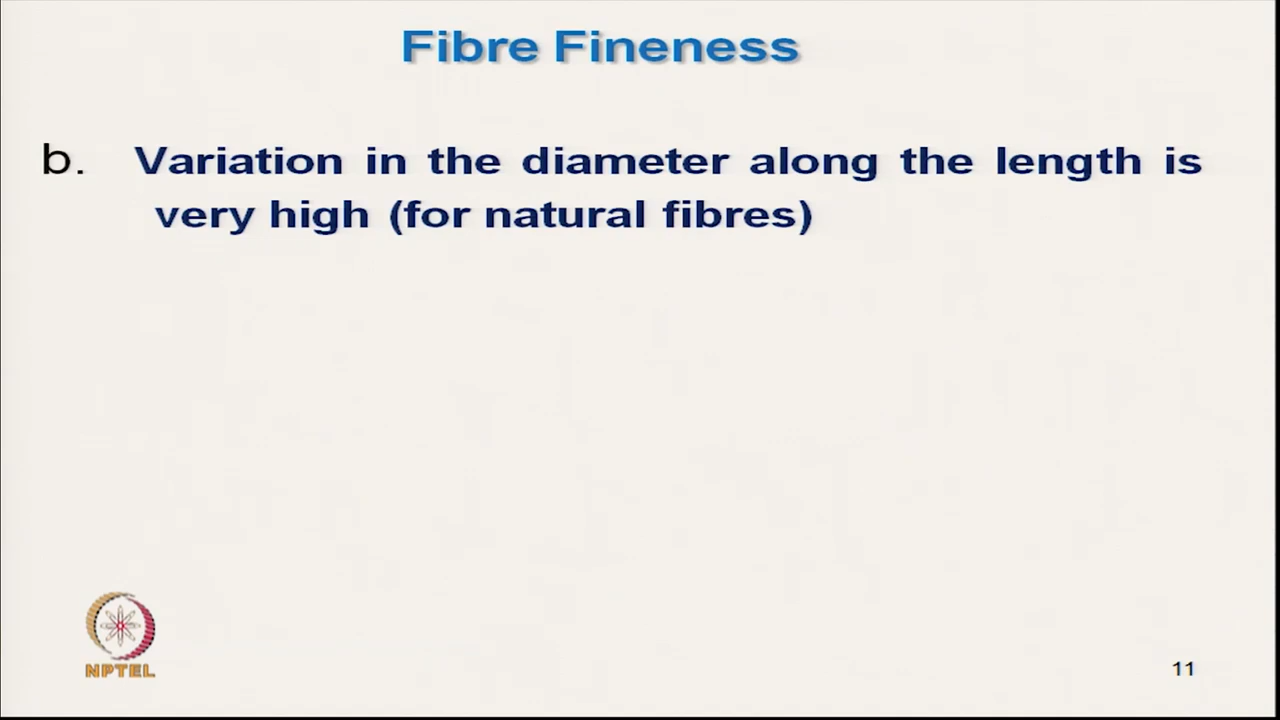 Fibre Fineness
b. Variation in the diameter along the length is
very high (for natural fibres)
NPTEL
11